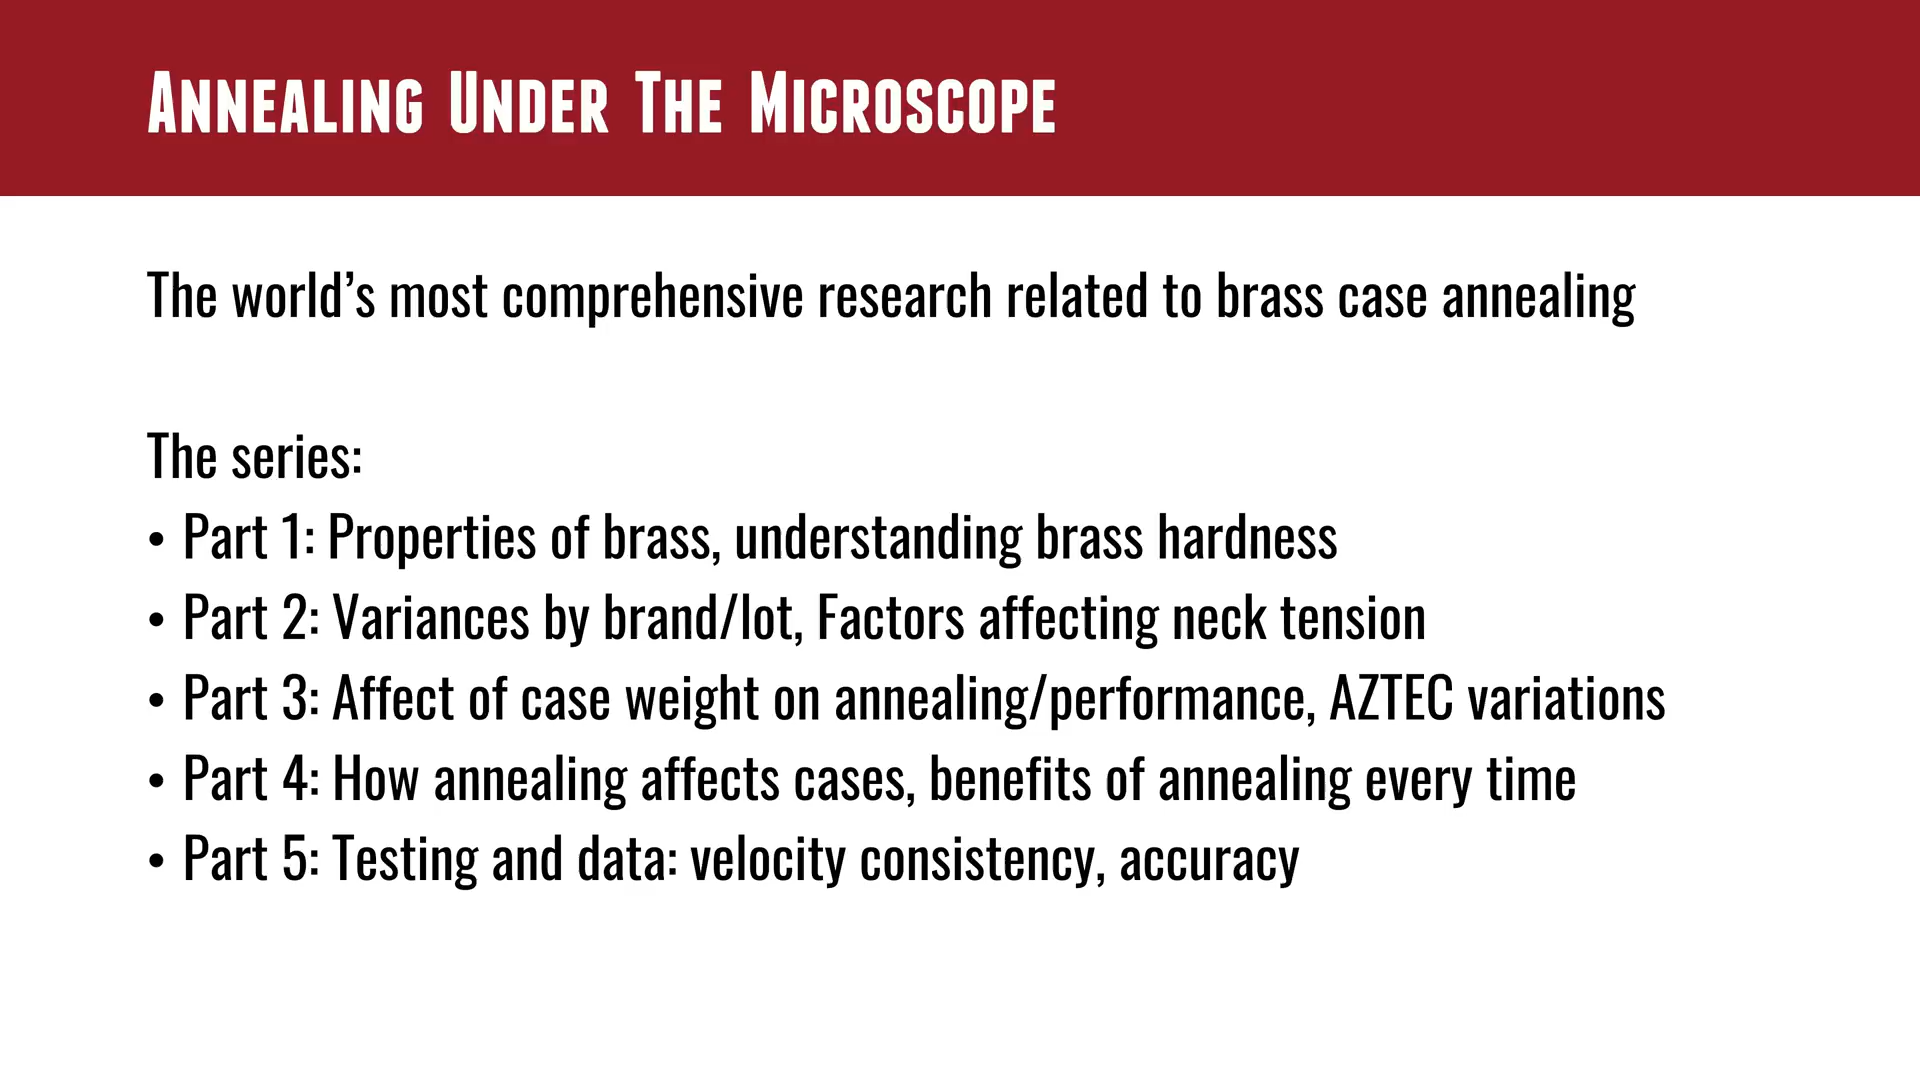 Annealing Under The Microscope
The world’s most comprehensive research related to brass case annealing
The series:
• Part 1: Properties of brass, understanding brass hardness
• Part 2: Variances by brand/lot, Factors affecting neck tension
• Part 3: Affect of case weight on annealing/performance, AZTEC variations
• Part 4: How annealing affects cases, benefits of annealing every time
• Part 5: Testing and data: velocity consistency, accuracy